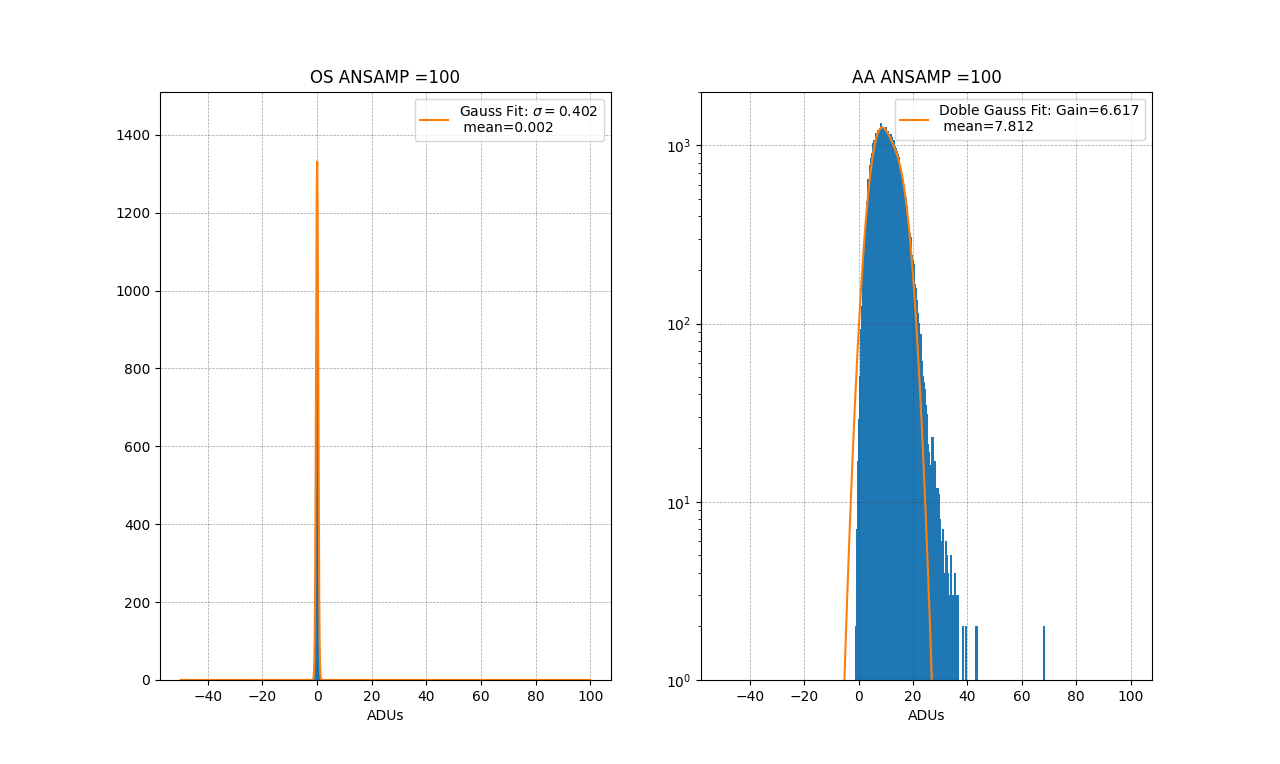 OS ANSAMP =100
Gauss Fit: σ = 0.402
mean=0.002
1400
1200
1000
800
600
400
200
0
−40 −20 0 20 40 60 80 100
ADUs
AA ANSAMP =100
Doble Gauss Fit: Gain=6.617
mean=7.812
10³
10²
10¹
10⁰
−40 −20 0 20 40 60 80 100
ADUs